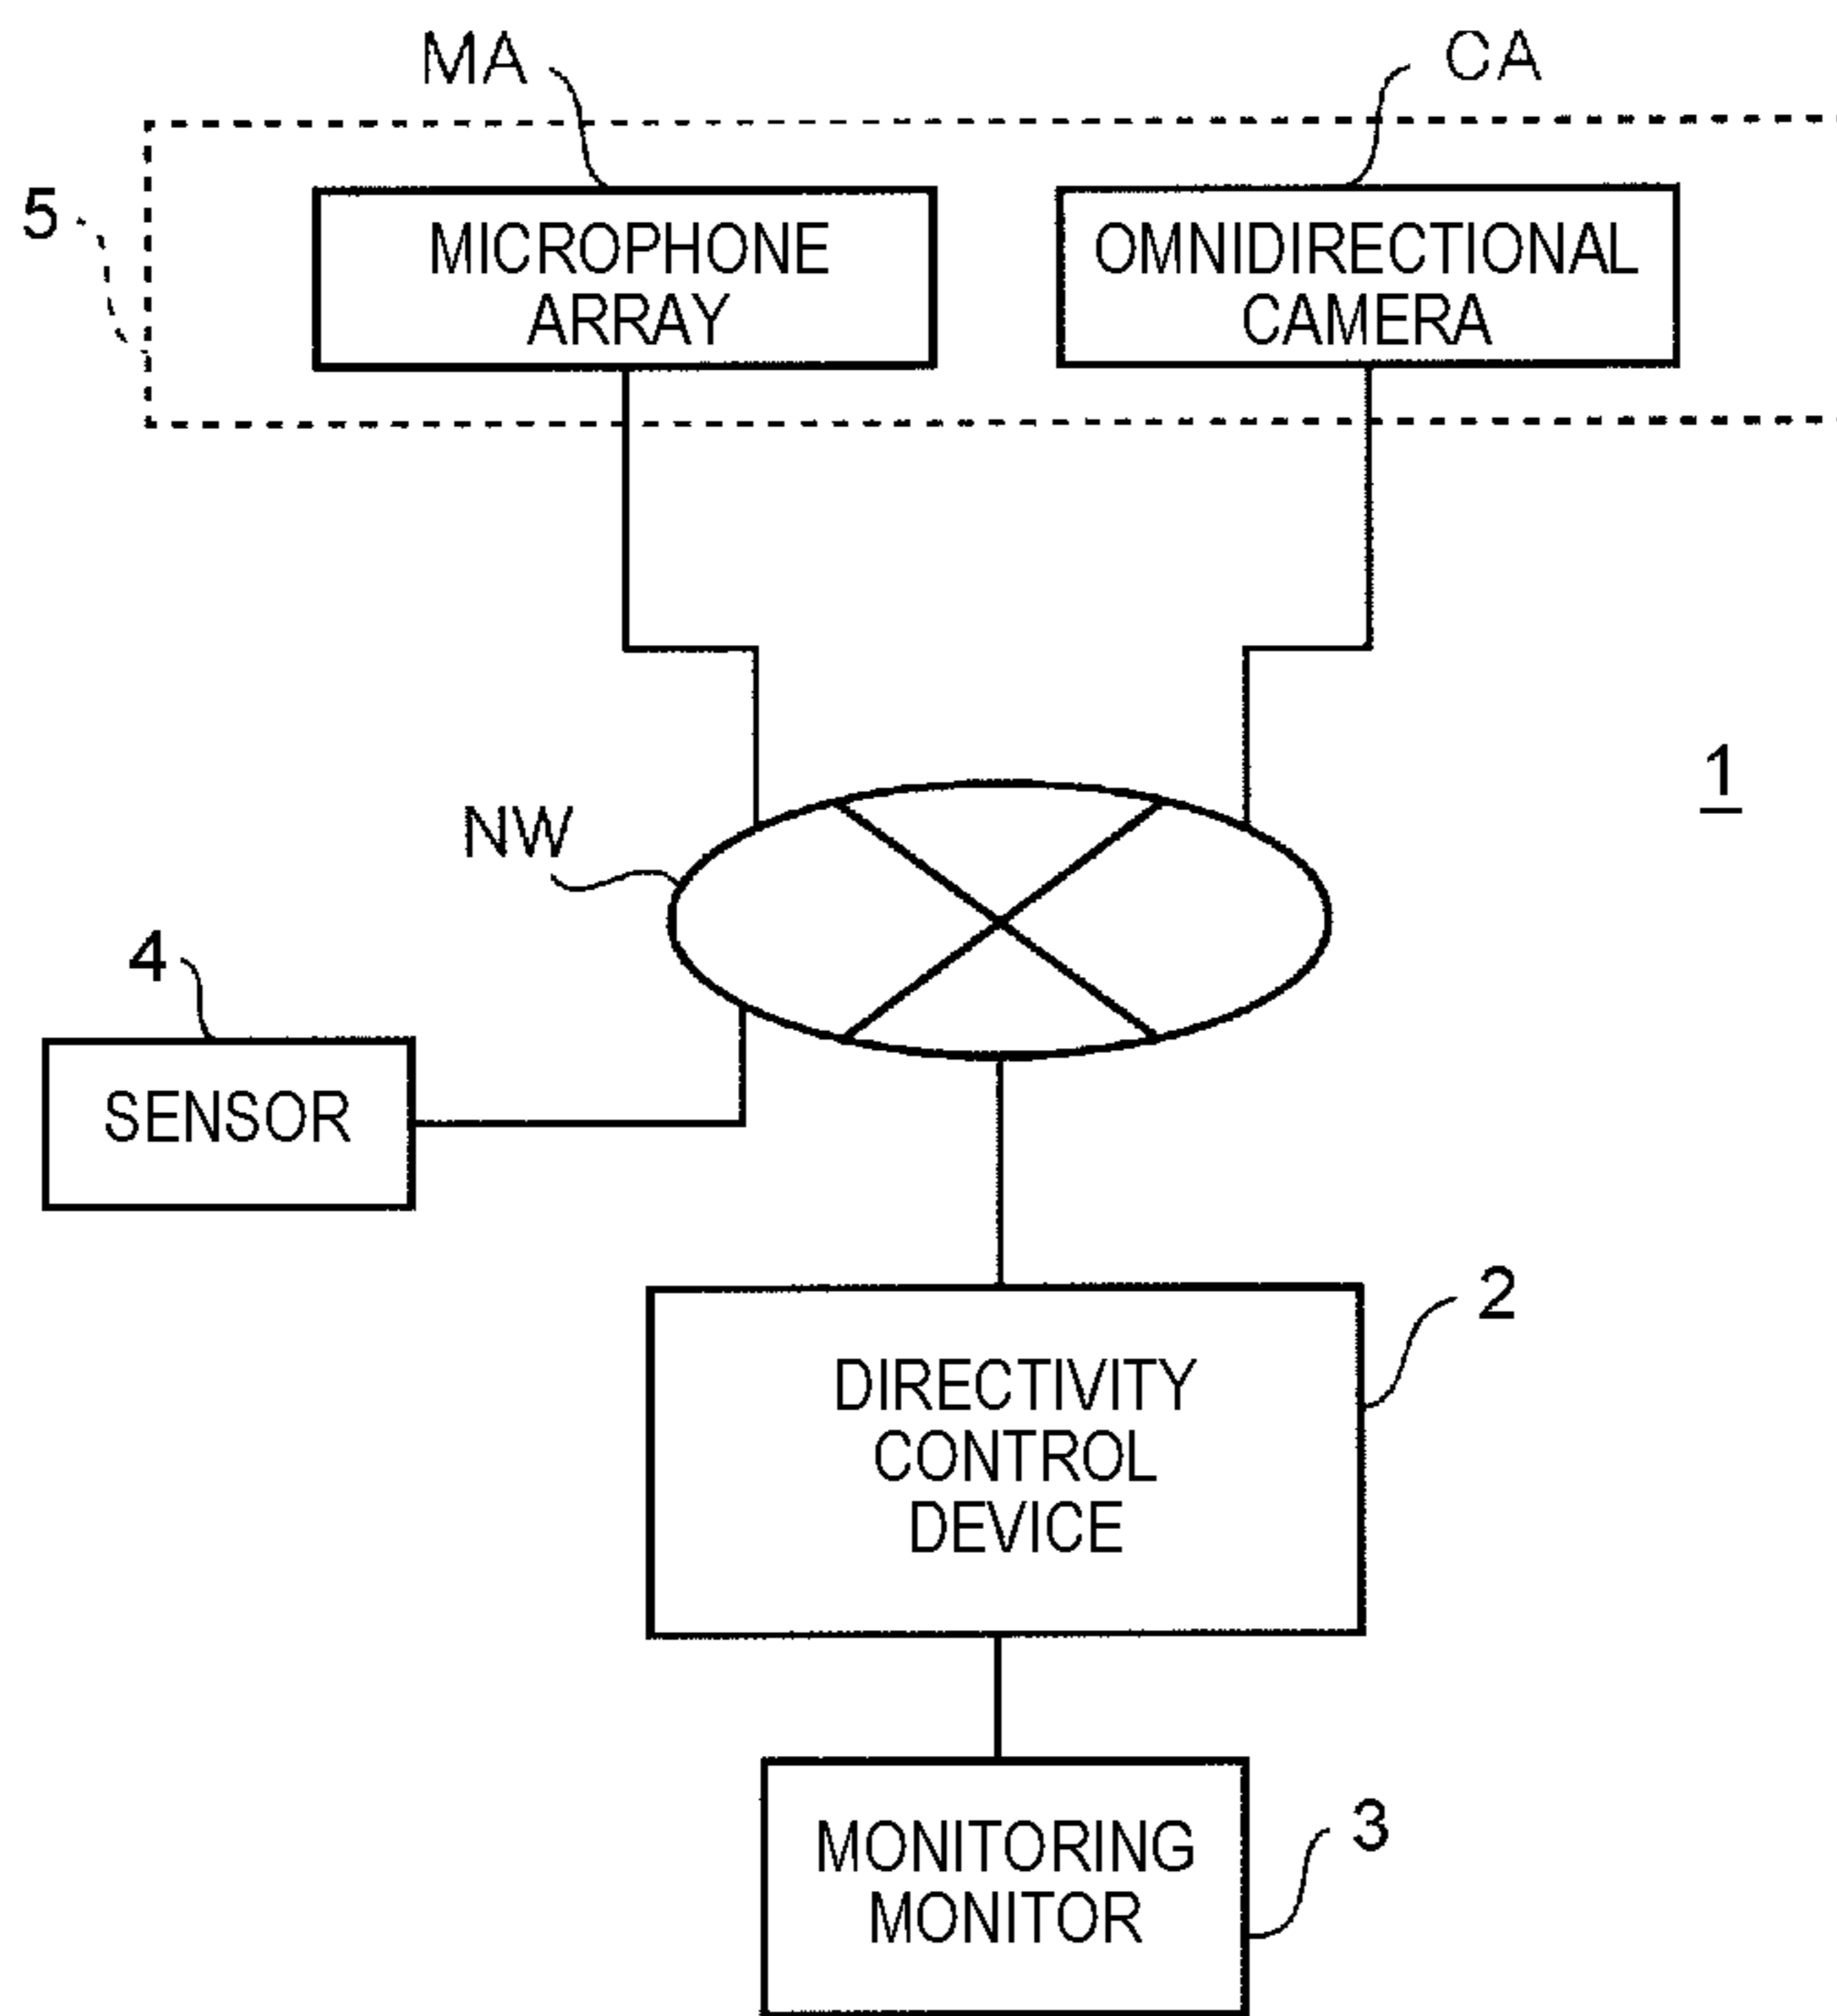 MA
CA
5
MICROPHONE
ARRAY
OMNIDIRECTIONAL
CAMERA
1
NW
4
SENSOR
2
DIRECTIVITY
CONTROL
DEVICE
3
MONITORING
MONITOR